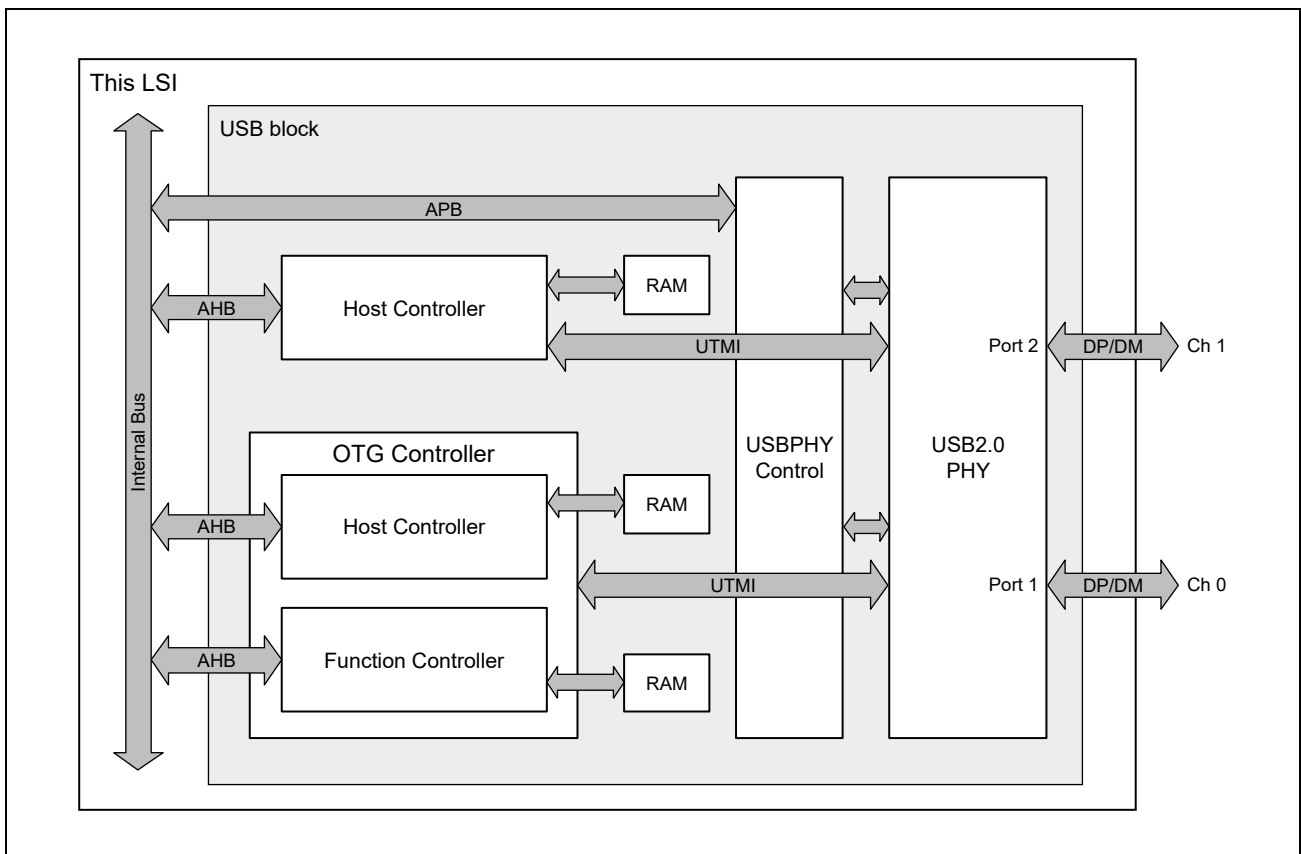 This LSI
USB block
APB
Host Controller
RAM
AHB
UTMI
Port 2
DP/DM
Ch 1
Internal Bus
OTG Controller
USBPHY
Control
USB2.0
PHY
Host Controller
RAM
AHB
UTMI
Port 1
DP/DM
Ch 0
Function Controller
AHB
RAM